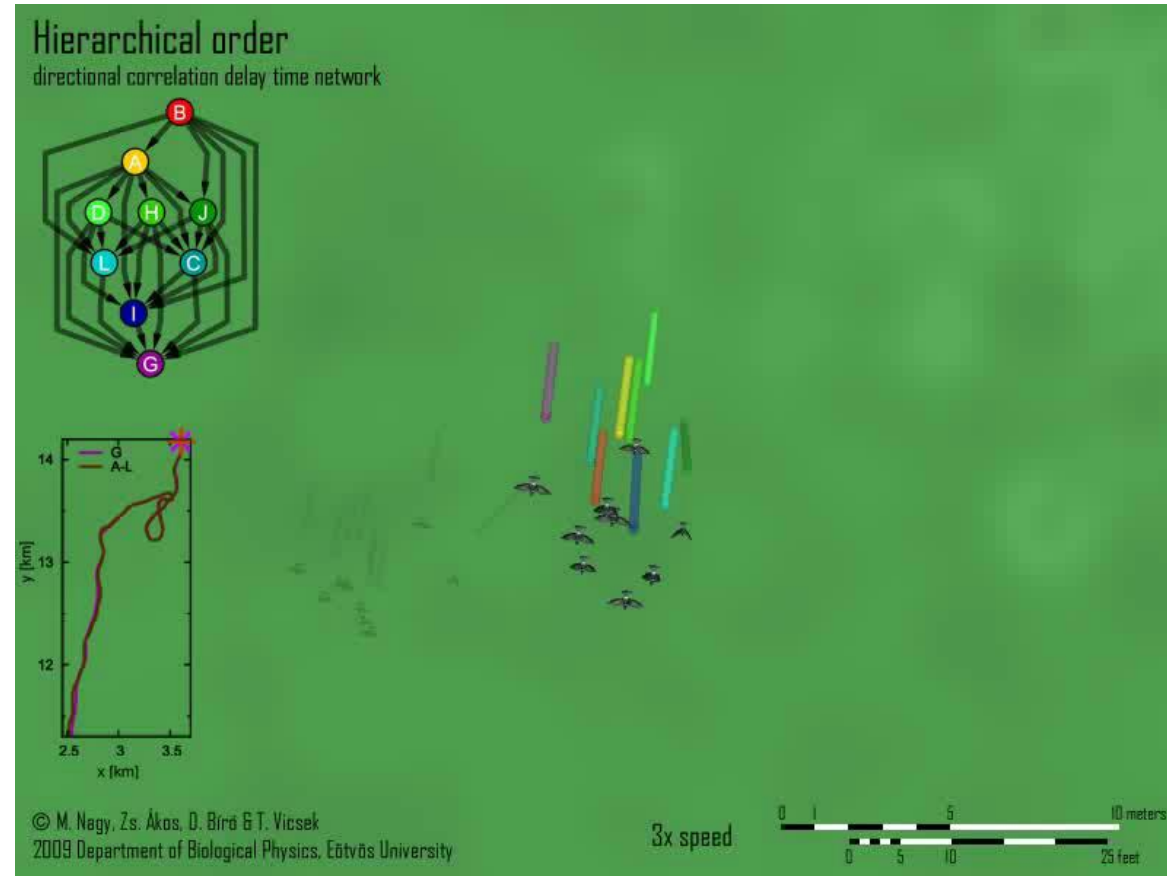 Hierarchical order
directional correlation delay time network
B
A
D H J
L C
I
G
G
A-L
14
13
12
y [km]
2.5 3 3.5
x [km]
© M. Nagy, Zs. Ákos, D. Bíró & T. Vicsek
2009 Department of Biological Physics, Eötvös University
3x speed
0 1 5 10 meters
0 5 10 25 feet